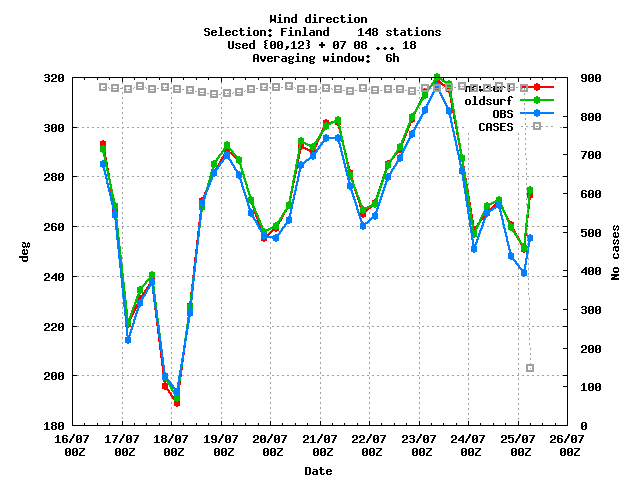 Wind direction
Selection: Finland    148 stations
Used {00,12} + 07 08 ... 18
Averaging window:  6h
320 900
newsurf
oldsurf
OBS
CASES
800
300
700
280
600
260 500
deg No cases
240 400
300
220
200
200
100
180 0
16/07 17/07 18/07 19/07 20/07 21/07 22/07 23/07 24/07 25/07 26/07
00Z 00Z 00Z 00Z 00Z 00Z 00Z 00Z 00Z 00Z 00Z
Date